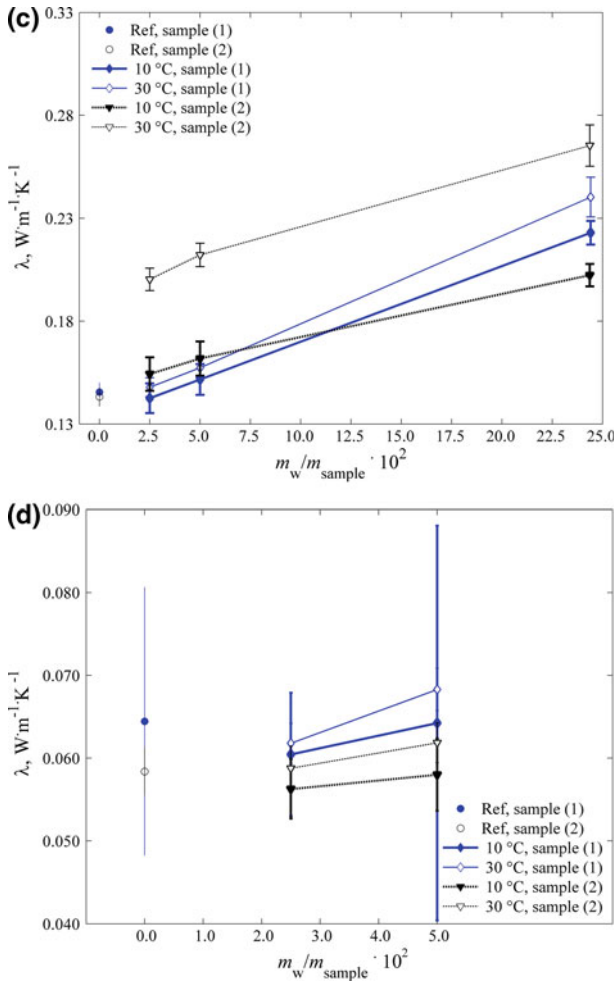 (c)
0.33
0.28
0.23
0.18
0.13
λ, W·m⁻¹·K⁻¹
Ref, sample (1)
Ref, sample (2)
10 °C, sample (1)
30 °C, sample (1)
10 °C, sample (2)
30 °C, sample (2)
0.0 2.5 5.0 7.5 10.0 12.5 15.0 17.5 20.0 22.5 25.0
m_w/m_sample · 10²
(d)
0.090
0.080
0.070
0.060
0.050
0.040
λ, W·m⁻¹·K⁻¹
Ref, sample (1)
Ref, sample (2)
10 °C, sample (1)
30 °C, sample (1)
10 °C, sample (2)
30 °C, sample (2)
0.0 1.0 2.0 3.0 4.0 5.0
m_w/m_sample · 10²